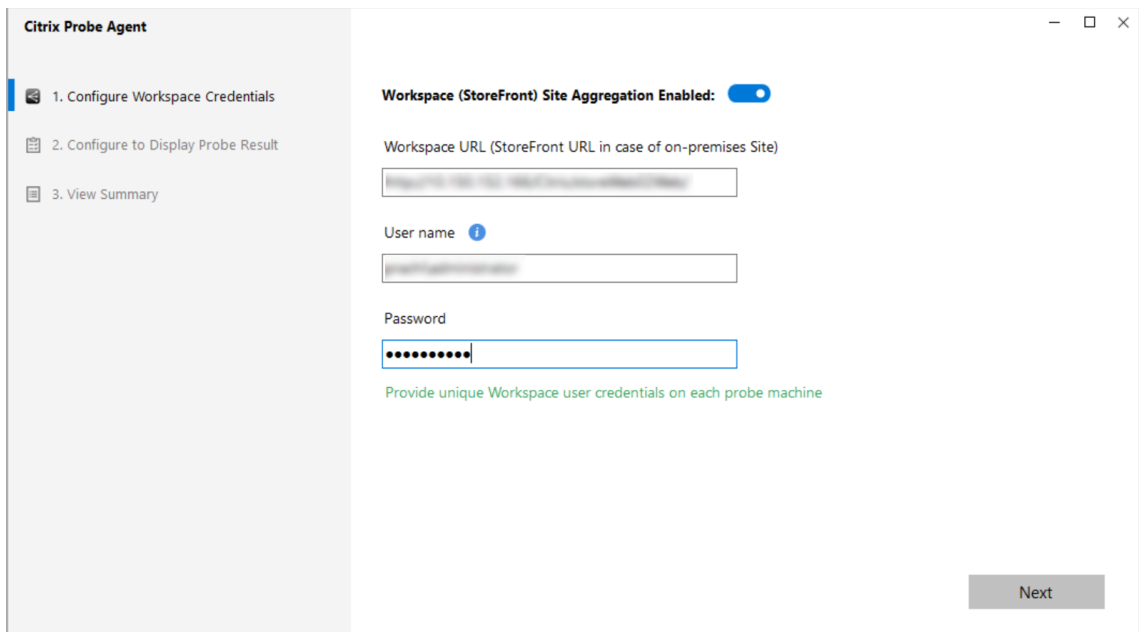 Citrix Probe Agent
1. Configure Workspace Credentials
2. Configure to Display Probe Result
3. View Summary
Workspace (StoreFront) Site Aggregation Enabled:
Workspace URL (StoreFront URL in case of on-premises Site)
User name
Password
••••••••••
Provide unique Workspace user credentials on each probe machine
Next